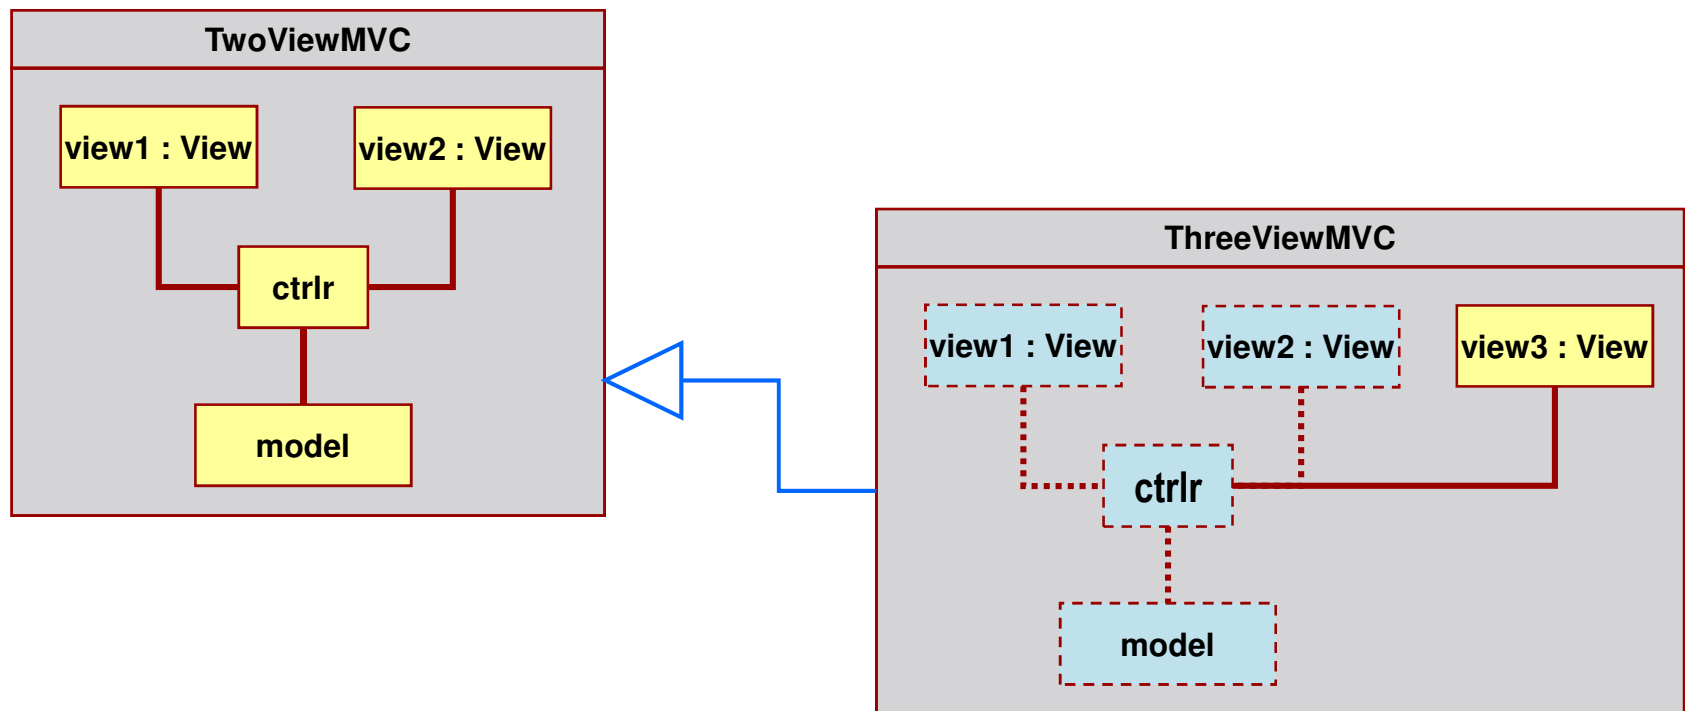 TwoViewMVC
view1 : View
view2 : View
ctrlr
model
ThreeViewMVC
view1 : View
view2 : View
view3 : View
ctrlr
model